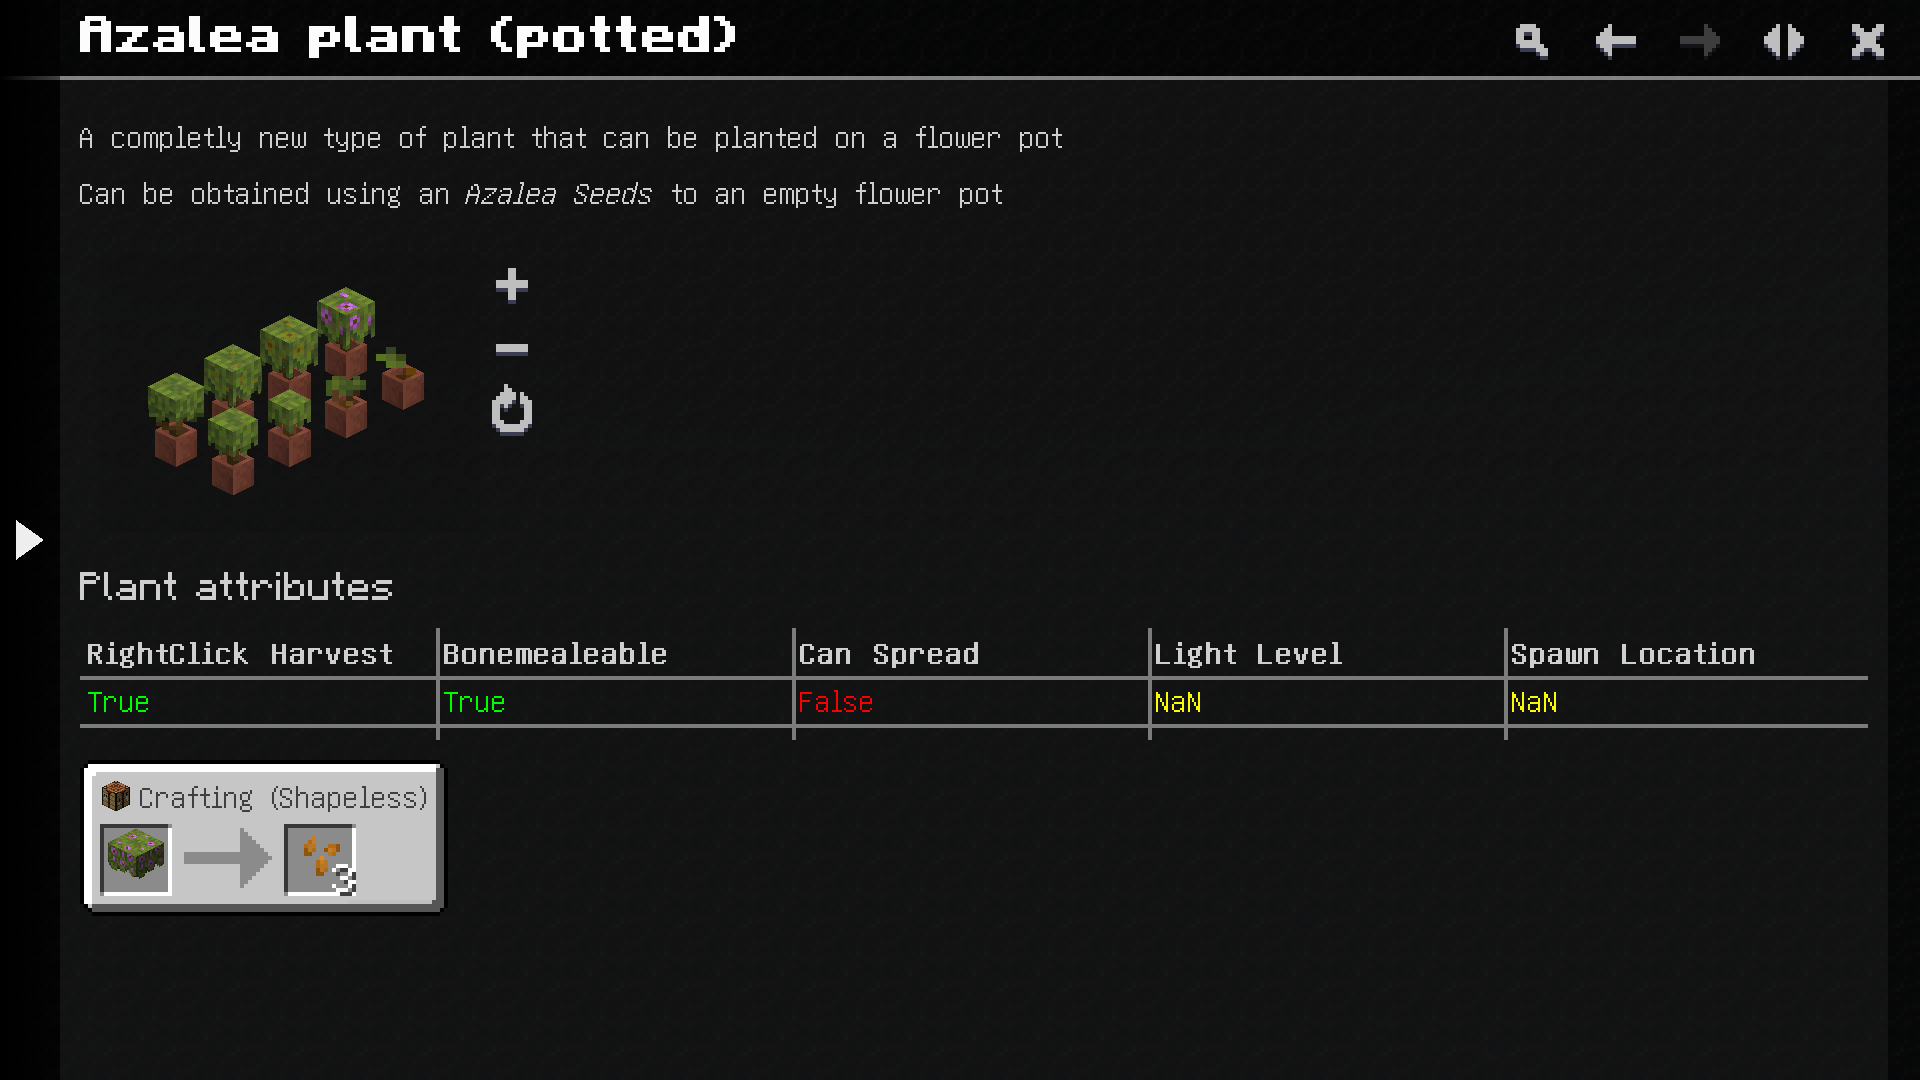 Azalea plant (potted)
A completly new type of plant that can be planted on a flower pot
Can be obtained using an Azalea Seeds to an empty flower pot
Plant attributes
RightClick Harvest Bonemealeable Can Spread Light Level Spawn Location
True True False NaN NaN
Crafting (Shapeless)
3